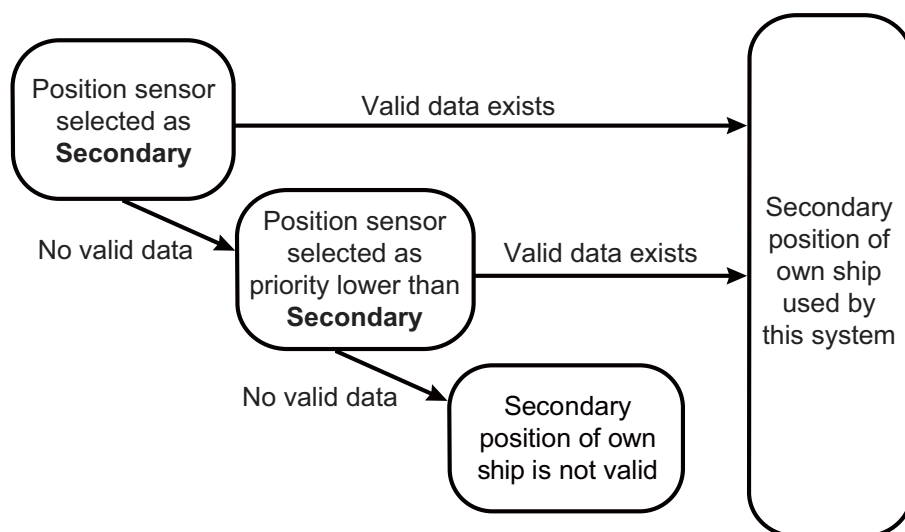 Position sensor
selected as
Secondary
Valid data exists
No valid data
Position sensor
selected as
priority lower than
Secondary
Valid data exists
Secondary
position of
own ship
used by
this system
No valid data
Secondary
position of own
ship is not valid